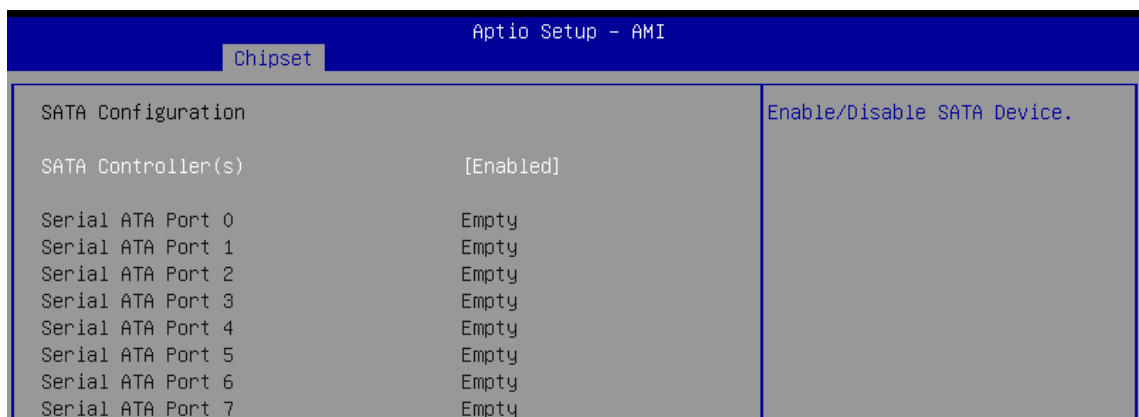 Aptio Setup – AMI
Chipset
SATA Configuration
Enable/Disable SATA Device.
SATA Controller(s) [Enabled]
Serial ATA Port 0 Empty
Serial ATA Port 1 Empty
Serial ATA Port 2 Empty
Serial ATA Port 3 Empty
Serial ATA Port 4 Empty
Serial ATA Port 5 Empty
Serial ATA Port 6 Empty
Serial ATA Port 7 Empty